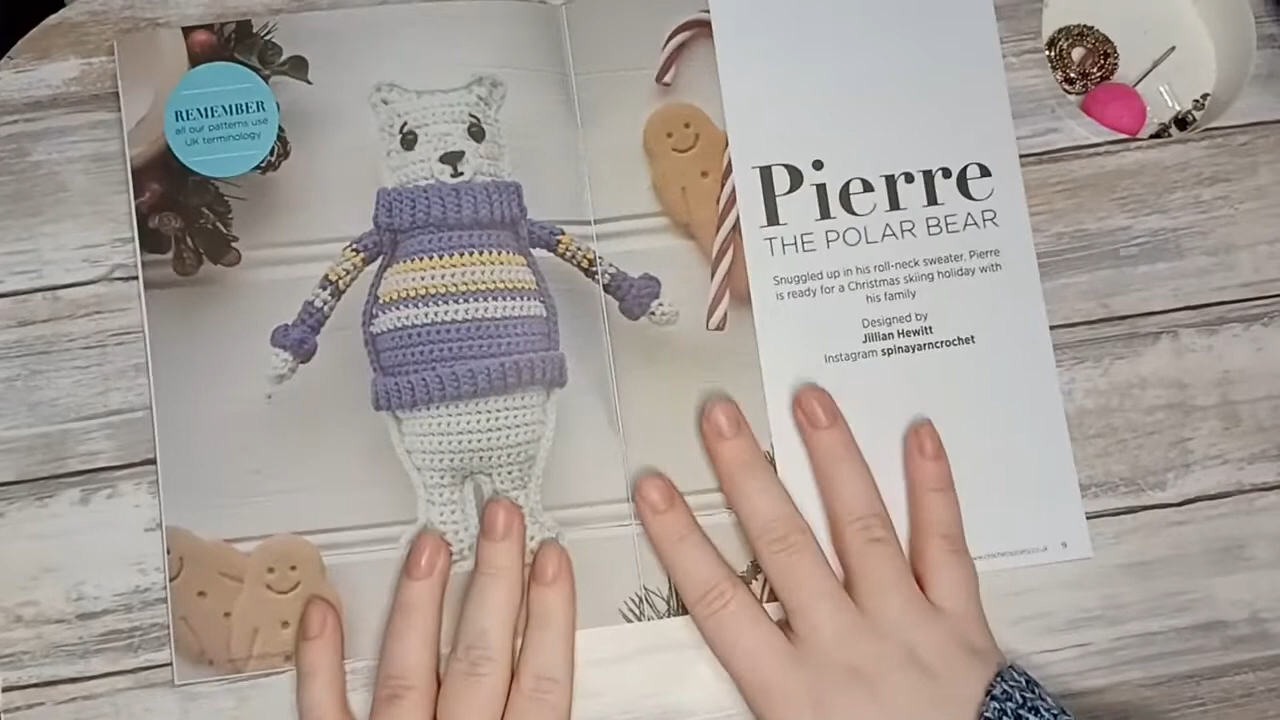 REMEMBER
all our patterns use
UK terminology
Pierre
THE POLAR BEAR
Snuggled up in his roll-neck sweater, Pierre
is ready for a Christmas skiing holiday with
his family
Designed by
Jillian Hewitt
Instagram spinayarncrochet
9